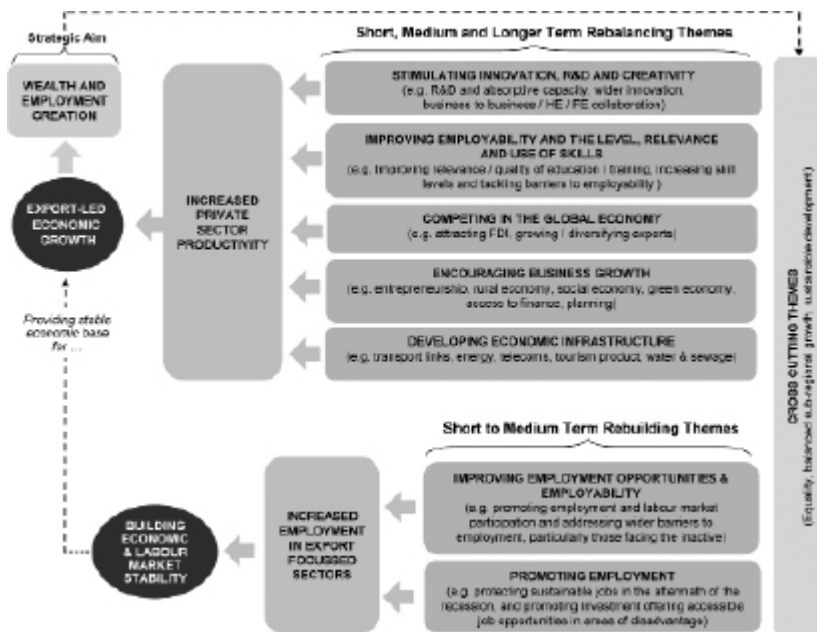 Strategic Aim
WEALTH AND
EMPLOYMENT
CREATION
EXPORT-LED
ECONOMIC
GROWTH
Providing stable
economic base
for ...
BUILDING
ECONOMIC
& LABOUR
MARKET
STABILITY
INCREASED
PRIVATE
SECTOR
PRODUCTIVITY
Short, Medium and Longer Term Rebalancing Themes
STIMULATING INNOVATION, R&D AND CREATIVITY
(e.g. R&D and absorptive capacity, wider innovation,
business to business / HE / FE collaboration)
IMPROVING EMPLOYABILITY AND THE LEVEL, RELEVANCE
AND USE OF SKILLS
(e.g. Improving relevance / quality of education / training, increasing skill
levels and tackling barriers to employability )
COMPETING IN THE GLOBAL ECONOMY
(e.g. attracting FDI, growing / diversifying exports)
ENCOURAGING BUSINESS GROWTH
(e.g. entrepreneurship, rural economy, social economy, green economy,
access to finance, planning)
DEVELOPING ECONOMIC INFRASTRUCTURE
(e.g. transport links, energy, telecoms, tourism product, water & sewage)
Short to Medium Term Rebuilding Themes
INCREASED
EMPLOYMENT
IN EXPORT
FOCUSSED
SECTORS
IMPROVING EMPLOYMENT OPPORTUNITIES &
EMPLOYABILITY
(e.g. promoting employment and labour market
participation and addressing wider barriers to
employment, particularly those facing the inactive)
PROMOTING EMPLOYMENT
(e.g. protecting sustainable jobs in the aftermath of the
recession, and promoting investment offering accessible
job opportunities in areas of disadvantage)
CROSS CUTTING THEMES
(Equality, balanced sub-regional growth, sustainable development)